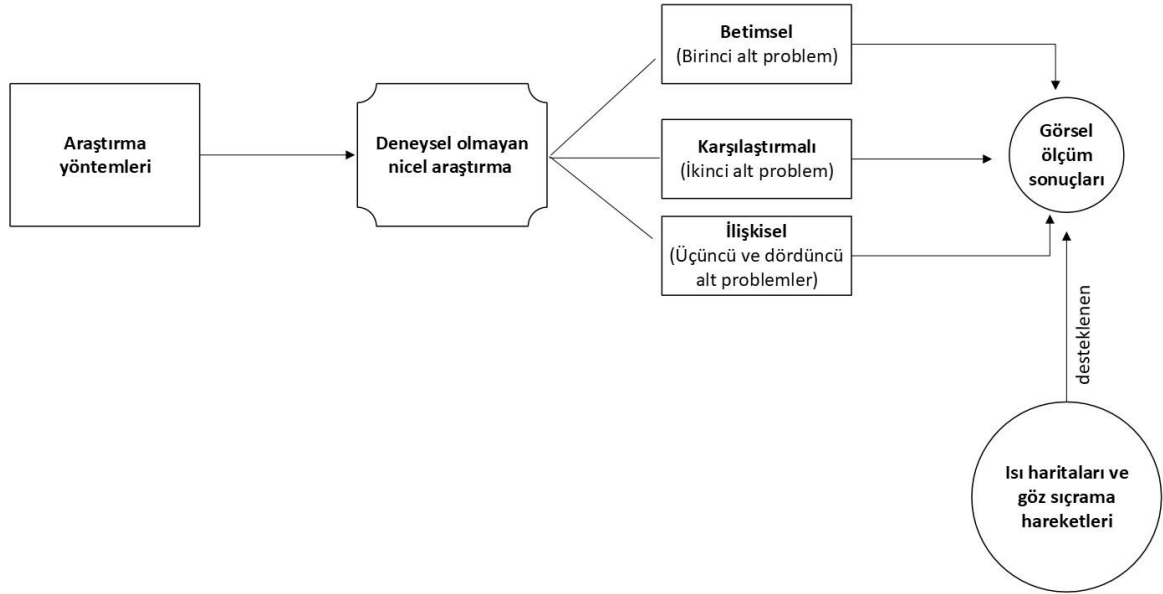 Araştırma
yöntemleri
Deneysel olmayan
nicel araştırma
Betimsel
(Birinci alt problem)
Karşılaştırmalı
(İkinci alt problem)
İlişkisel
(Üçüncü ve dördüncü
alt problemler)
Görsel
ölçüm
sonuçları
desteklenen
Isı haritaları ve
göz sıçrama
hareketleri